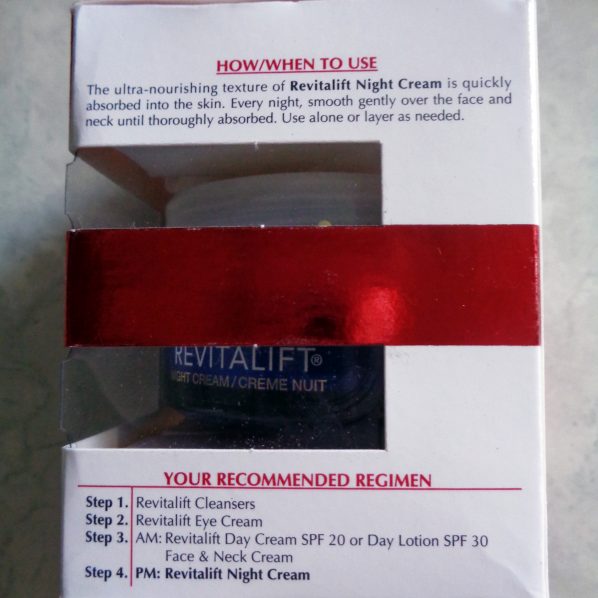 HOW/WHEN TO USE
The ultra-nourishing texture of Revitalift Night Cream is quickly
absorbed into the skin. Every night, smooth gently over the face and
neck until thoroughly absorbed. Use alone or layer as needed.
REVITALIFT®
NIGHT CREAM / CREME NUIT
YOUR RECOMMENDED REGIMEN
Step 1. Revitalift Cleansers
Step 2. Revitalift Eye Cream
Step 3. AM: Revitalift Day Cream SPF 20 or Day Lotion SPF 30
Face & Neck Cream
Step 4. PM: Revitalift Night Cream